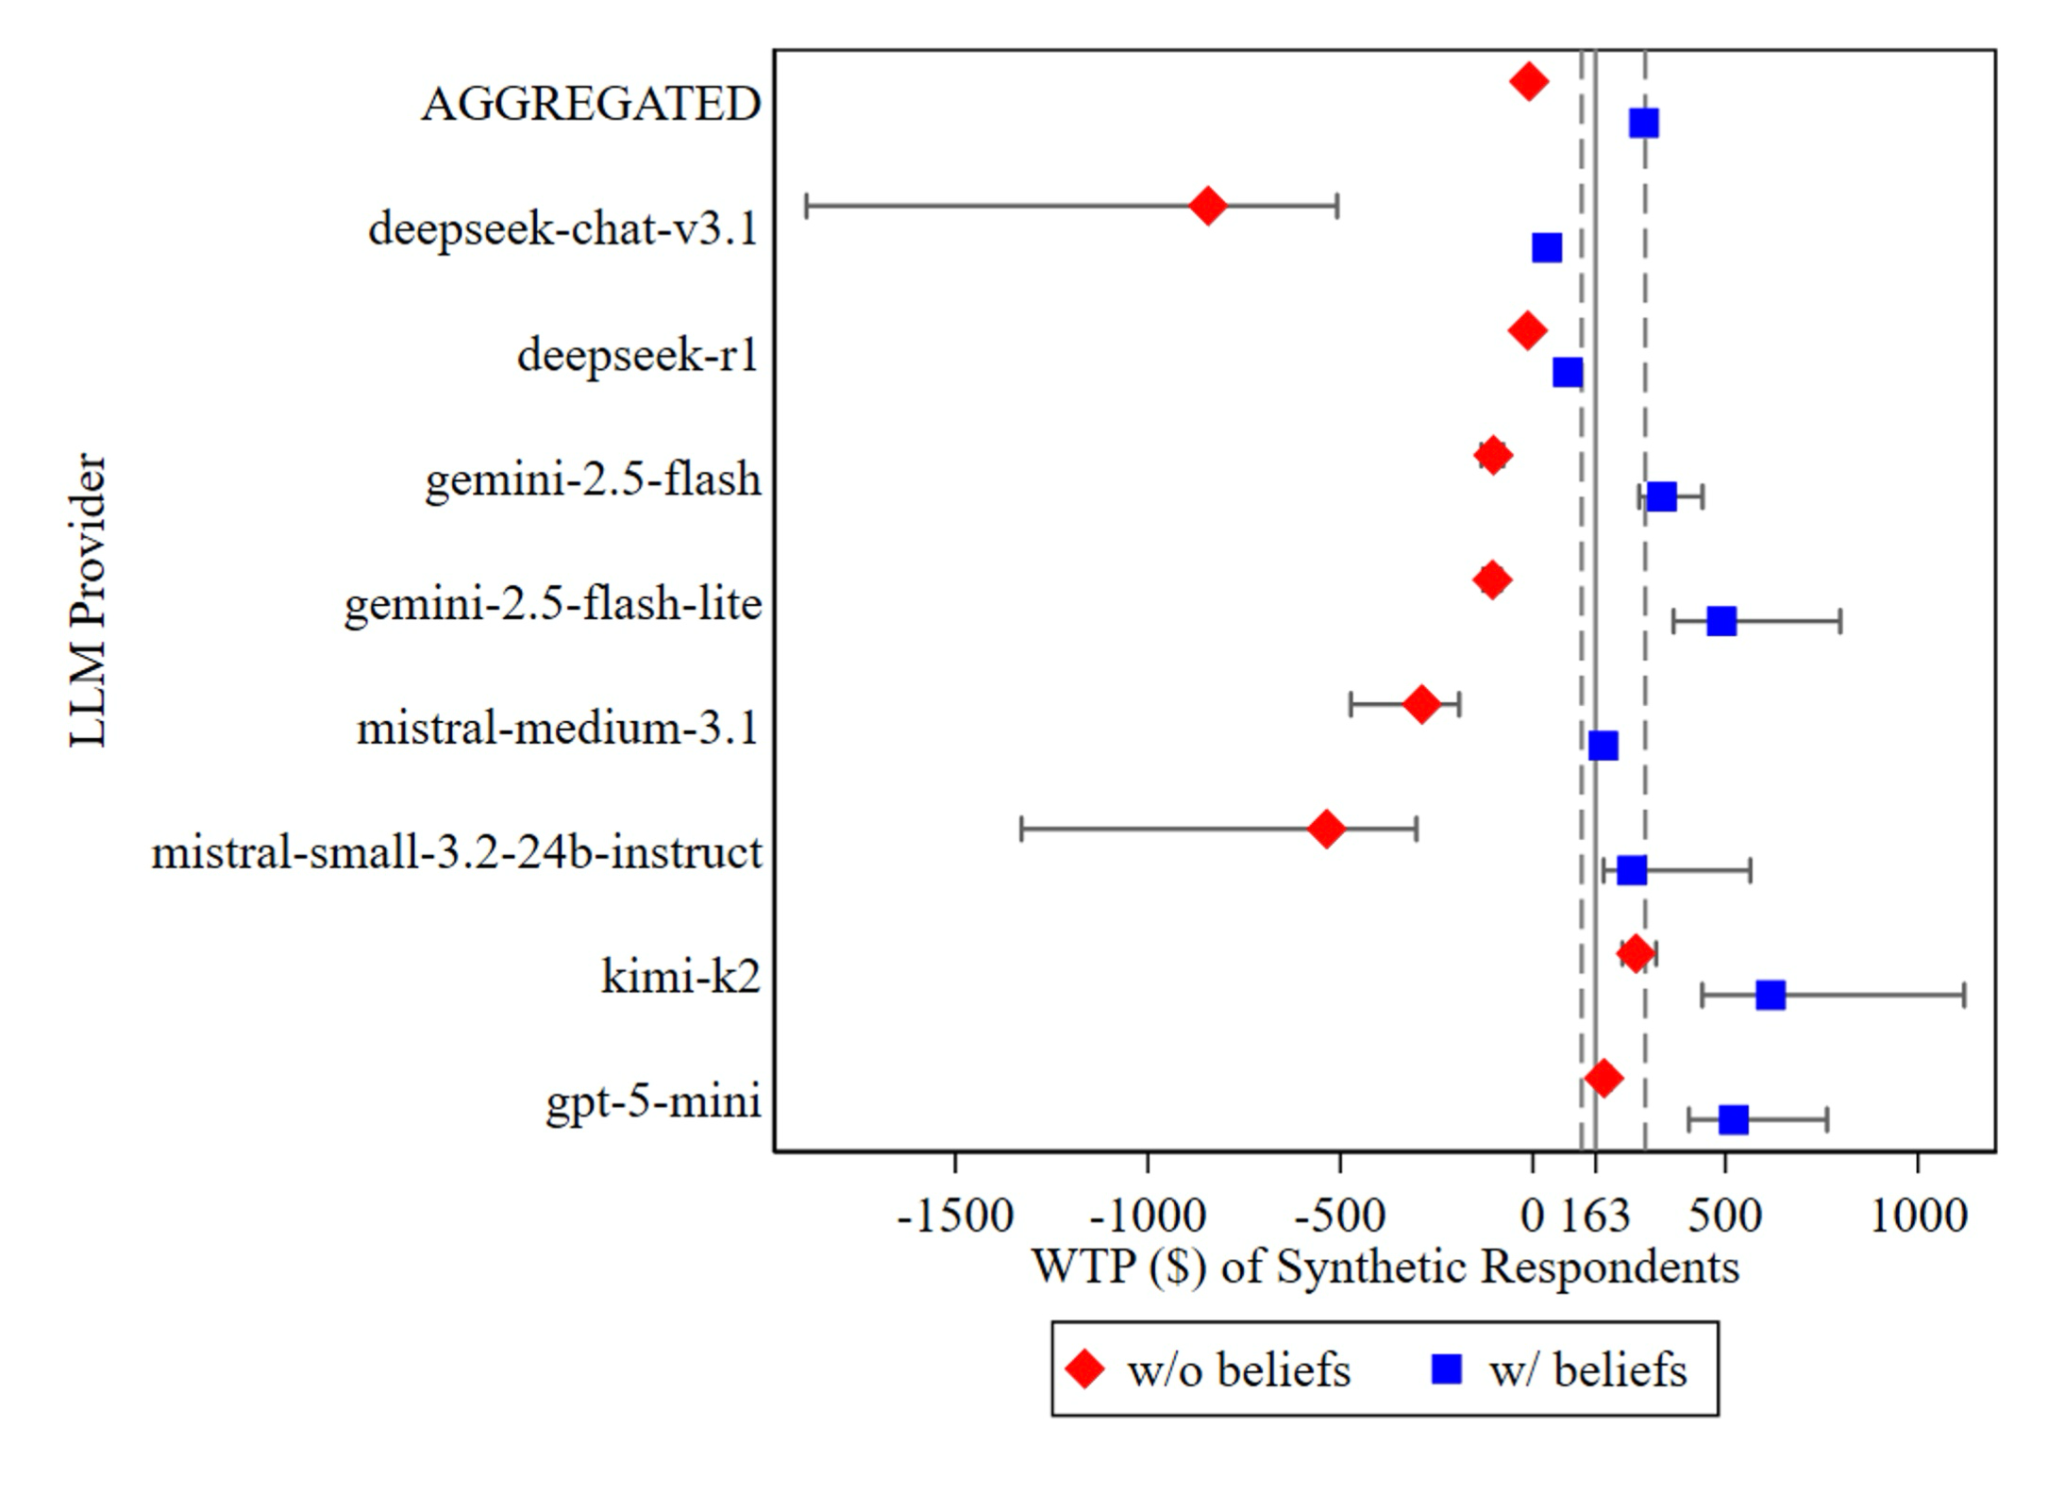 AGGREGATED
deepseek-chat-v3.1
deepseek-r1
gemini-2.5-flash
gemini-2.5-flash-lite
mistral-medium-3.1
mistral-small-3.2-24b-instruct
kimi-k2
gpt-5-mini
LLM Provider
-1500 -1000 -500 0 163 500 1000
WTP ($) of Synthetic Respondents
w/o beliefs w/ beliefs